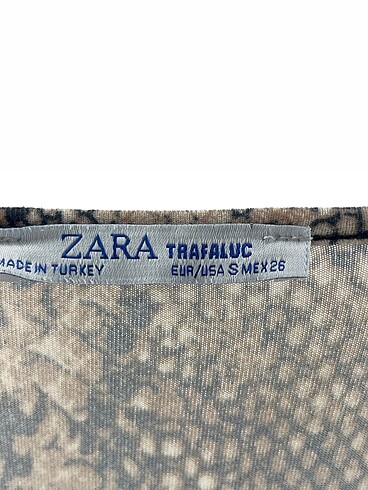 ZARA TRAFALUC
MADE IN TURKEY EUR/USA S MEX 26